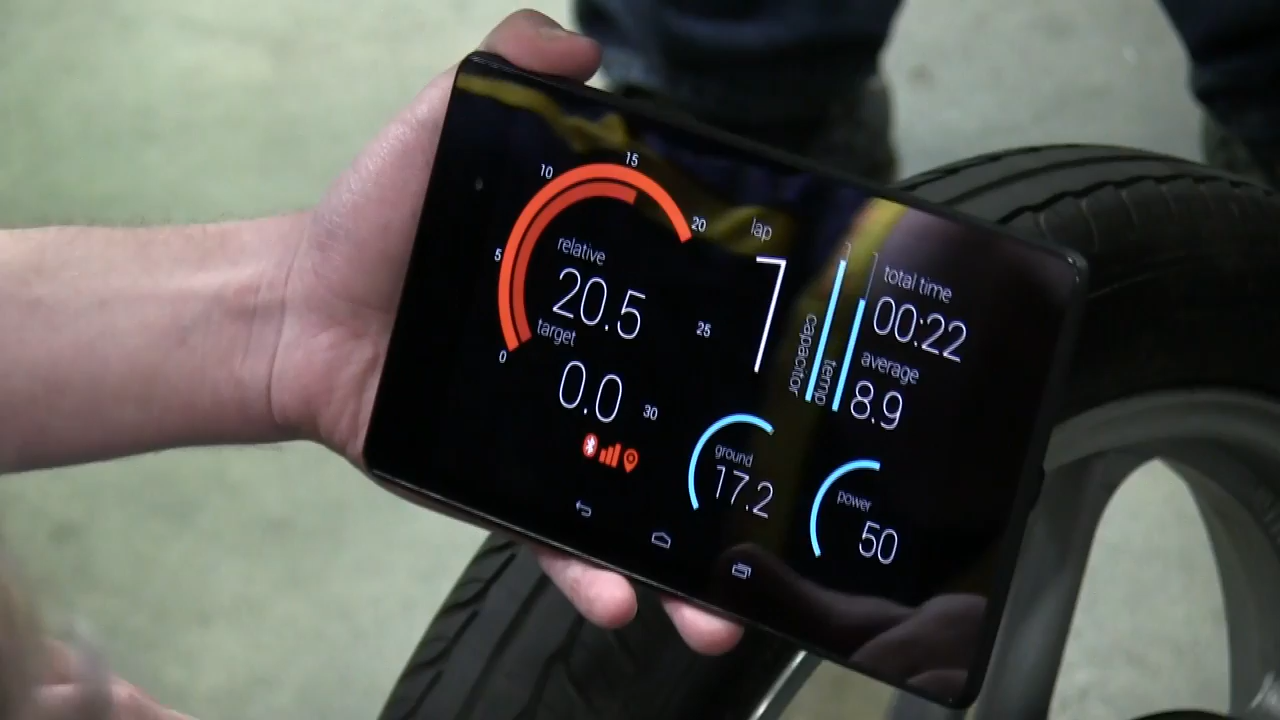 0
5
10
15
20
25
30
relative
20.5
target
0.0
lap
7
capacitor
temp
total time
00:22
average
8.9
ground
17.2
power
50